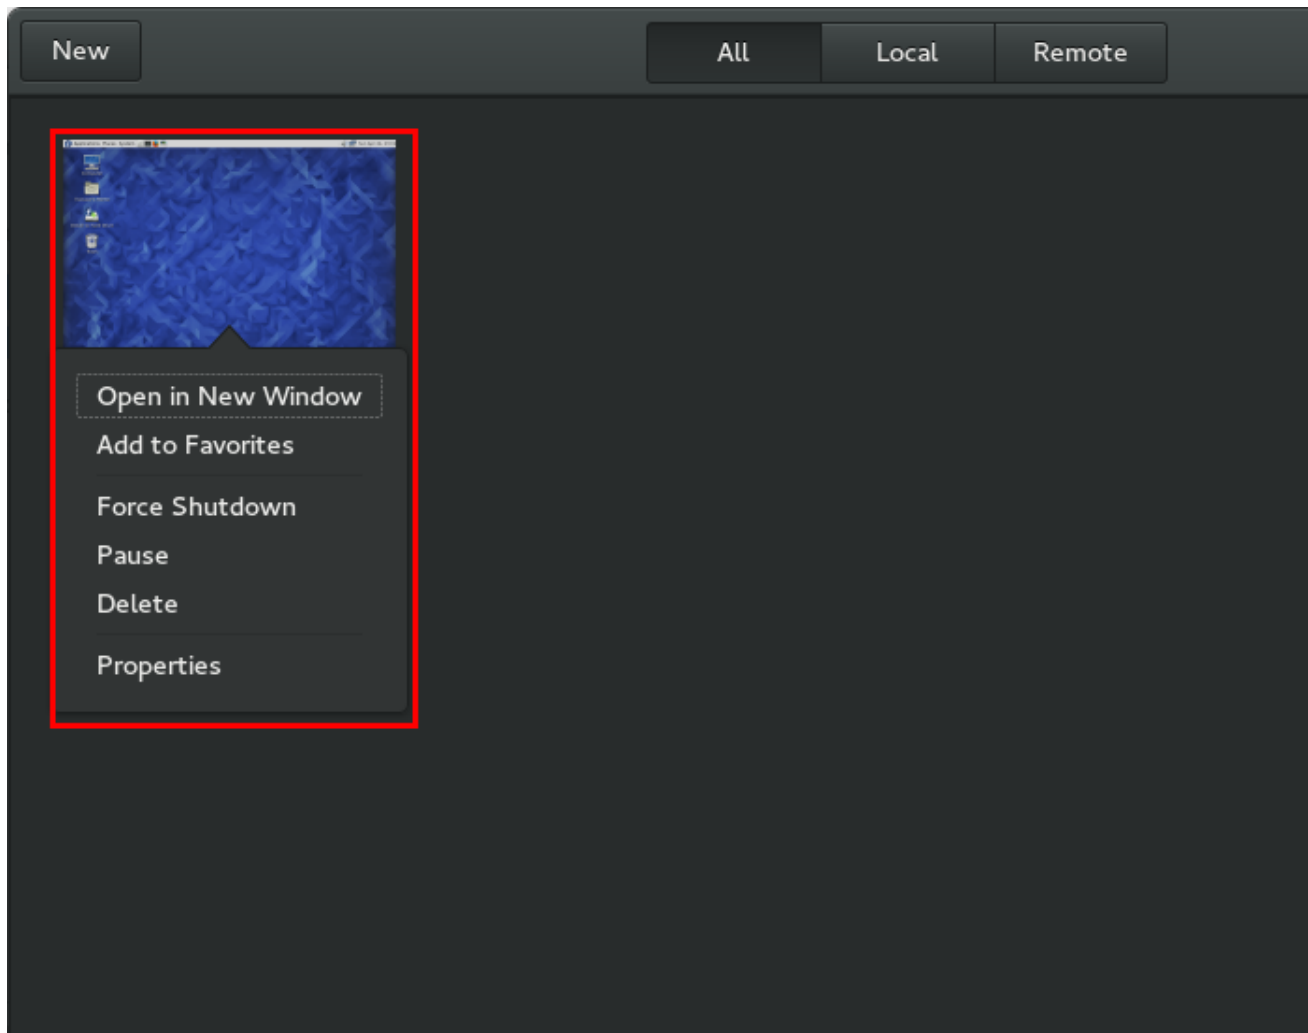 New
All
Local
Remote
Open in New Window
Add to Favorites
Force Shutdown
Pause
Delete
Properties